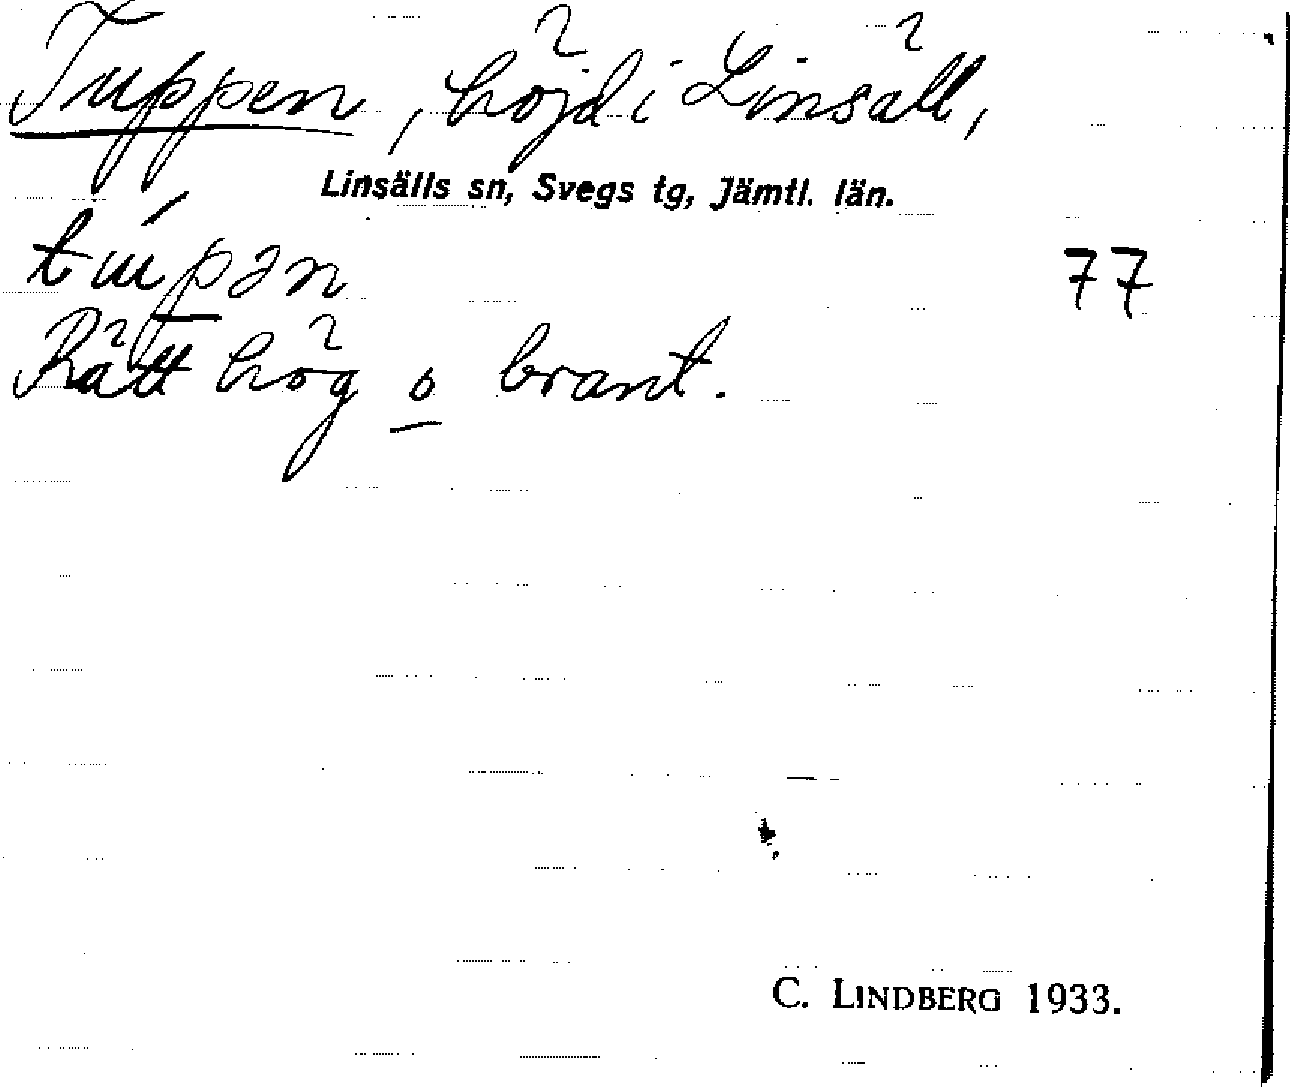 Tuppen, höjd i Linsäll,
Linsälls sn, Svegs tg, Jämtl. län.
túpən 77
Rätt hög o brant.
C. LINDBERG 1933.